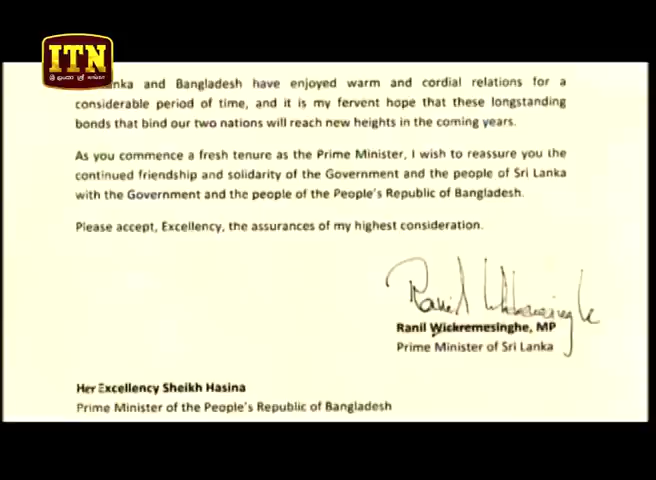 ITN
nka and Bangladesh have enjoyed warm and cordial relations for a
considerable period of time, and it is my fervent hope that these longstanding
bonds that bind our two nations will reach new heights in the coming years.
As you commence a fresh tenure as the Prime Minister, I wish to reassure you the
continued friendship and solidarity of the Government and the people of Sri Lanka
with the Government and the people of the People's Republic of Bangladesh.
Please accept, Excellency, the assurances of my highest consideration.
Ranil Wickremesinghe
Ranil Wickremesinghe, MP
Prime Minister of Sri Lanka
Her Excellency Sheikh Hasina
Prime Minister of the People's Republic of Bangladesh